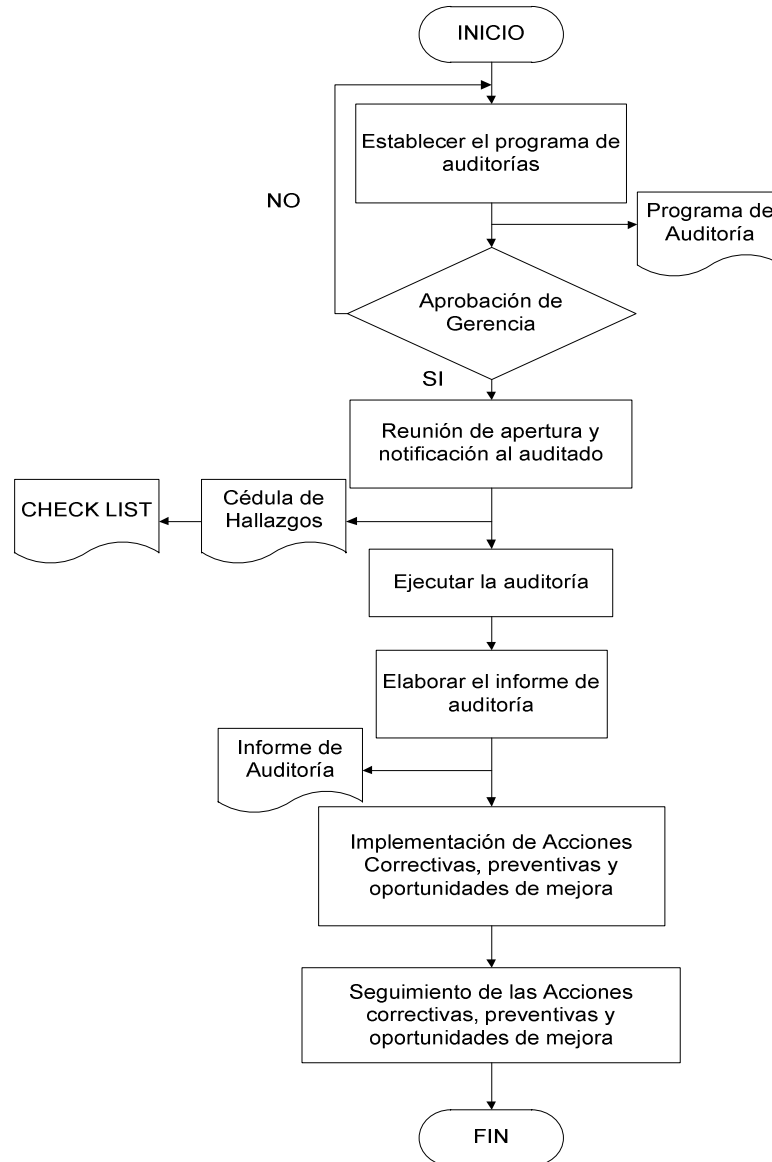 INICIO
Establecer el programa de
auditorías
NO
Programa de
Auditoría
Aprobación de
Gerencia
SI
Reunión de apertura y
notificación al auditado
CHECK LIST
Cédula de
Hallazgos
Ejecutar la auditoría
Elaborar el informe de
auditoría
Informe de
Auditoría
Implementación de Acciones
Correctivas, preventivas y
oportunidades de mejora
Seguimiento de las Acciones
correctivas, preventivas y
oportunidades de mejora
FIN